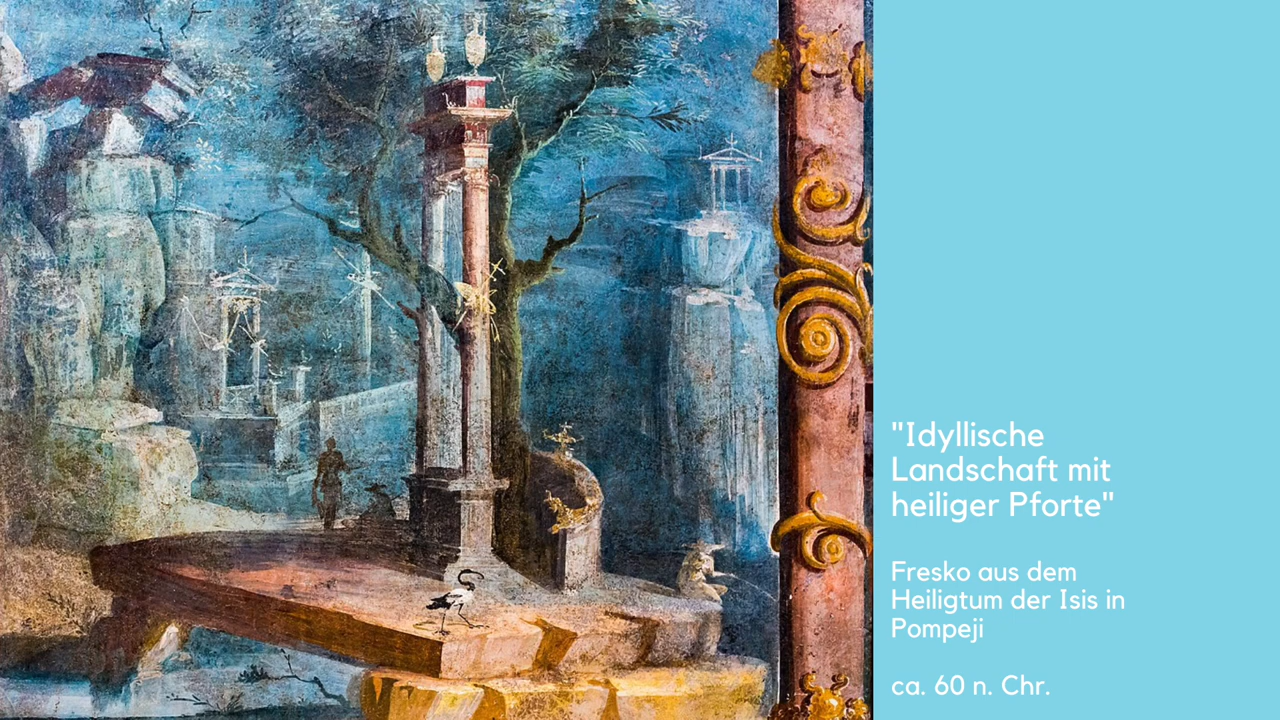 "Idyllische
Landschaft mit
heiliger Pforte"
Fresko aus dem
Heiligtum der Isis in
Pompeji
ca. 60 n. Chr.